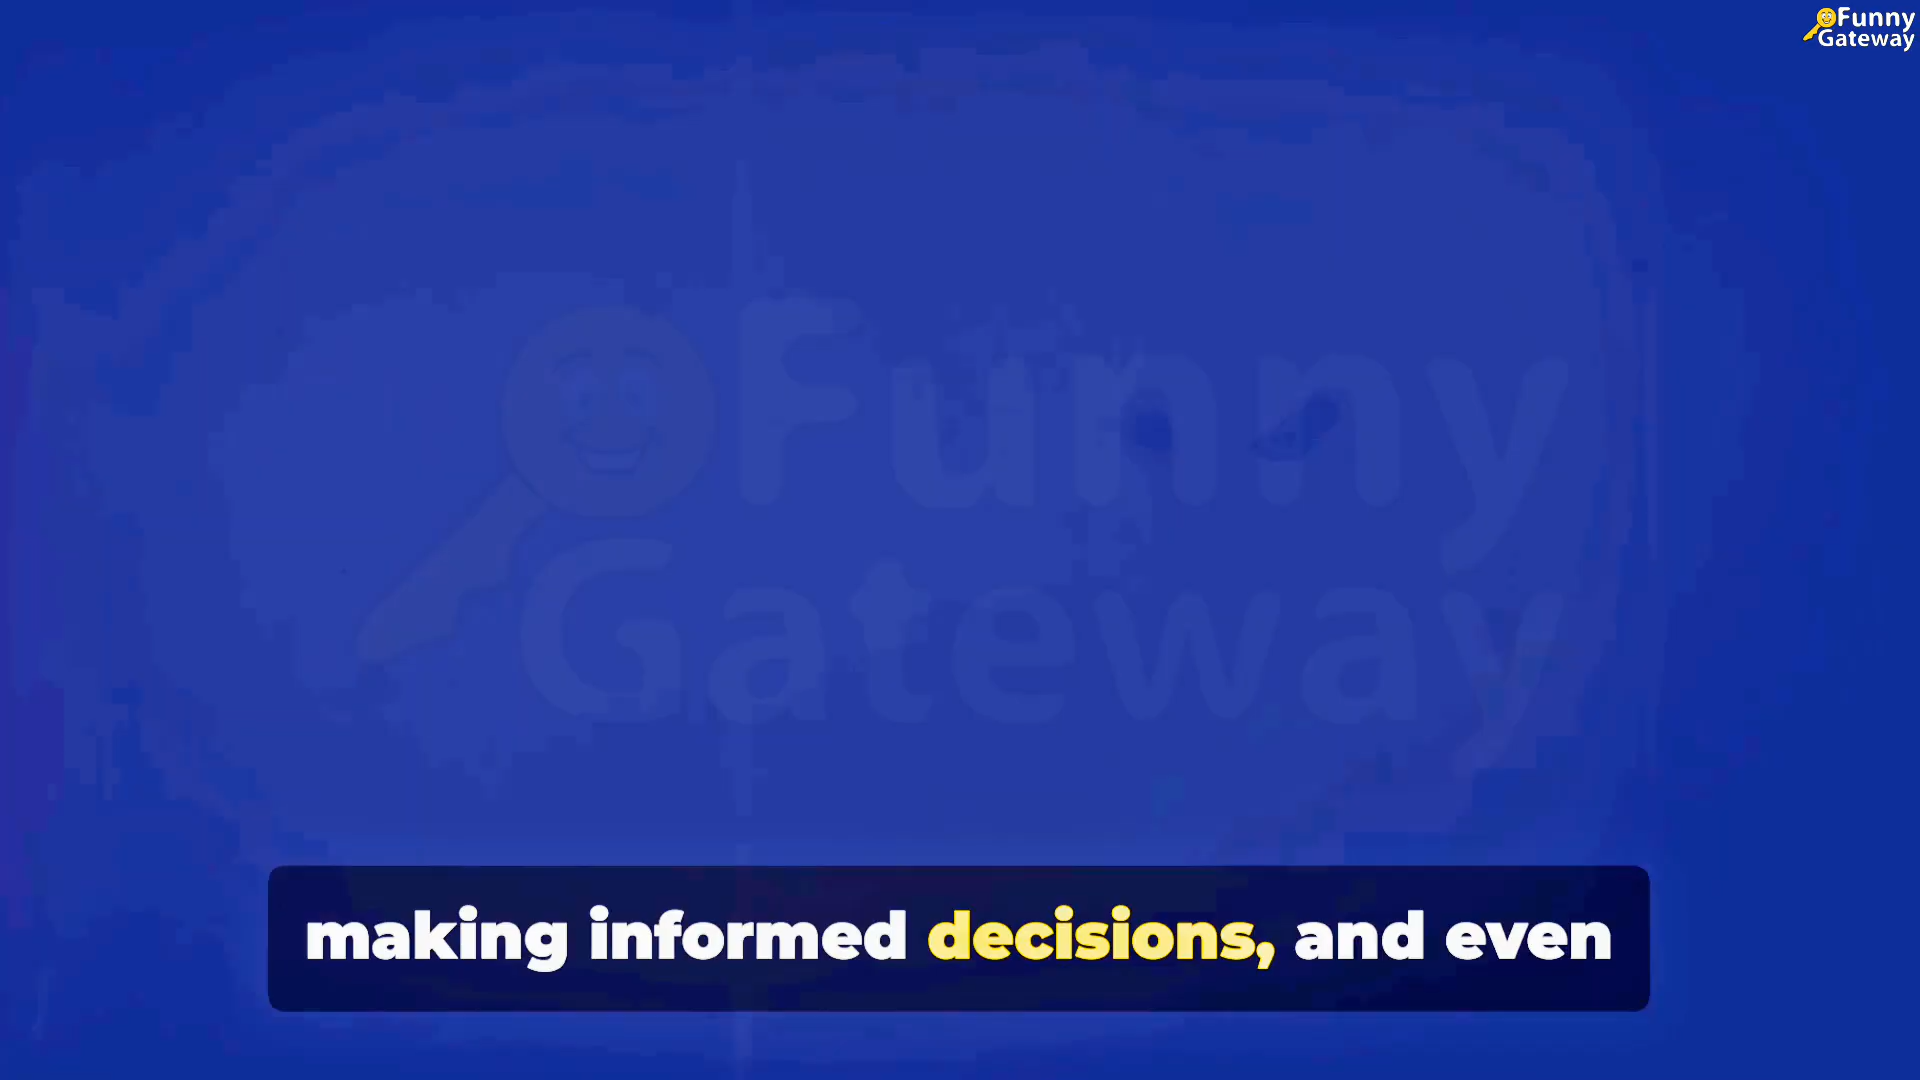 Funny
Gateway
Funny
Gateway
making informed decisions, and even